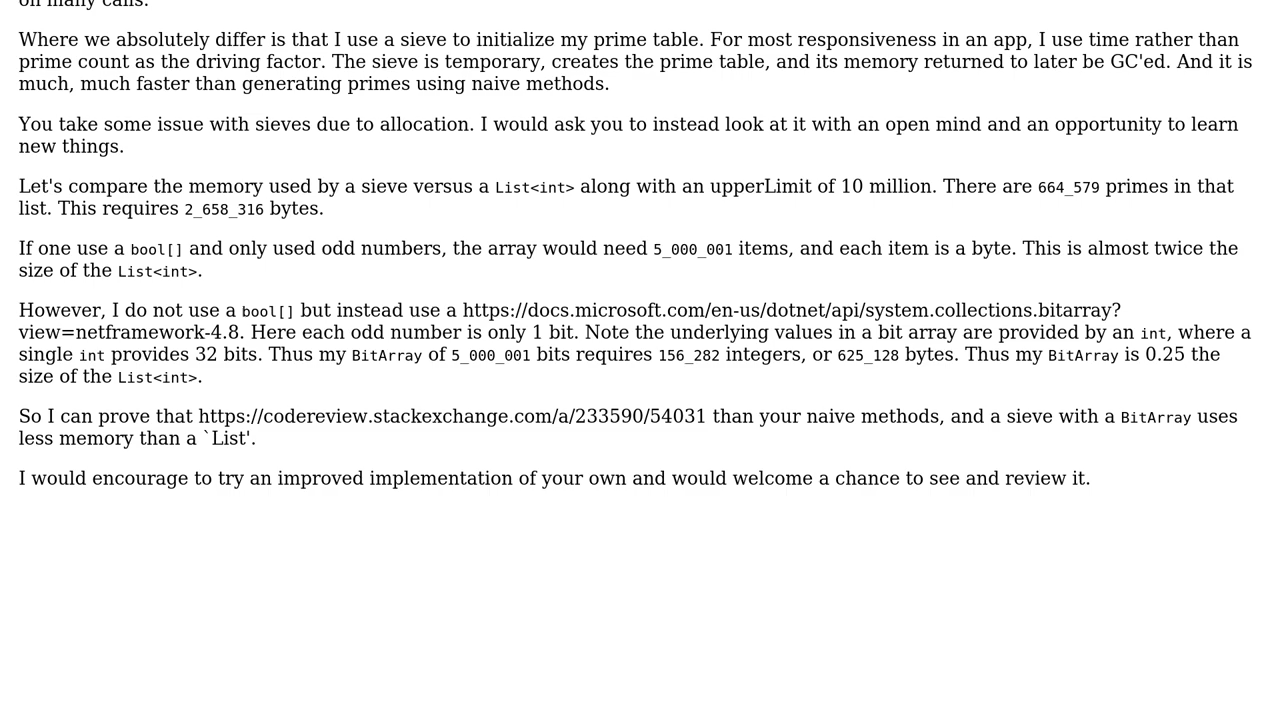 on many calls.
Where we absolutely differ is that I use a sieve to initialize my prime table. For most responsiveness in an app, I use time rather than
prime count as the driving factor. The sieve is temporary, creates the prime table, and its memory returned to later be GC'ed. And it is
much, much faster than generating primes using naive methods.
You take some issue with sieves due to allocation. I would ask you to instead look at it with an open mind and an opportunity to learn
new things.
Let's compare the memory used by a sieve versus a List<int> along with an upperLimit of 10 million. There are 664_579 primes in that
list. This requires 2_658_316 bytes.
If one use a bool[] and only used odd numbers, the array would need 5_000_001 items, and each item is a byte. This is almost twice the
size of the List<int>.
However, I do not use a bool[] but instead use a https://docs.microsoft.com/en-us/dotnet/api/system.collections.bitarray?
view=netframework-4.8. Here each odd number is only 1 bit. Note the underlying values in a bit array are provided by an int, where a
single int provides 32 bits. Thus my BitArray of 5_000_001 bits requires 156_282 integers, or 625_128 bytes. Thus my BitArray is 0.25 the
size of the List<int>.
So I can prove that https://codereview.stackexchange.com/a/233590/54031 than your naive methods, and a sieve with a BitArray uses
less memory than a `List'.
I would encourage to try an improved implementation of your own and would welcome a chance to see and review it.